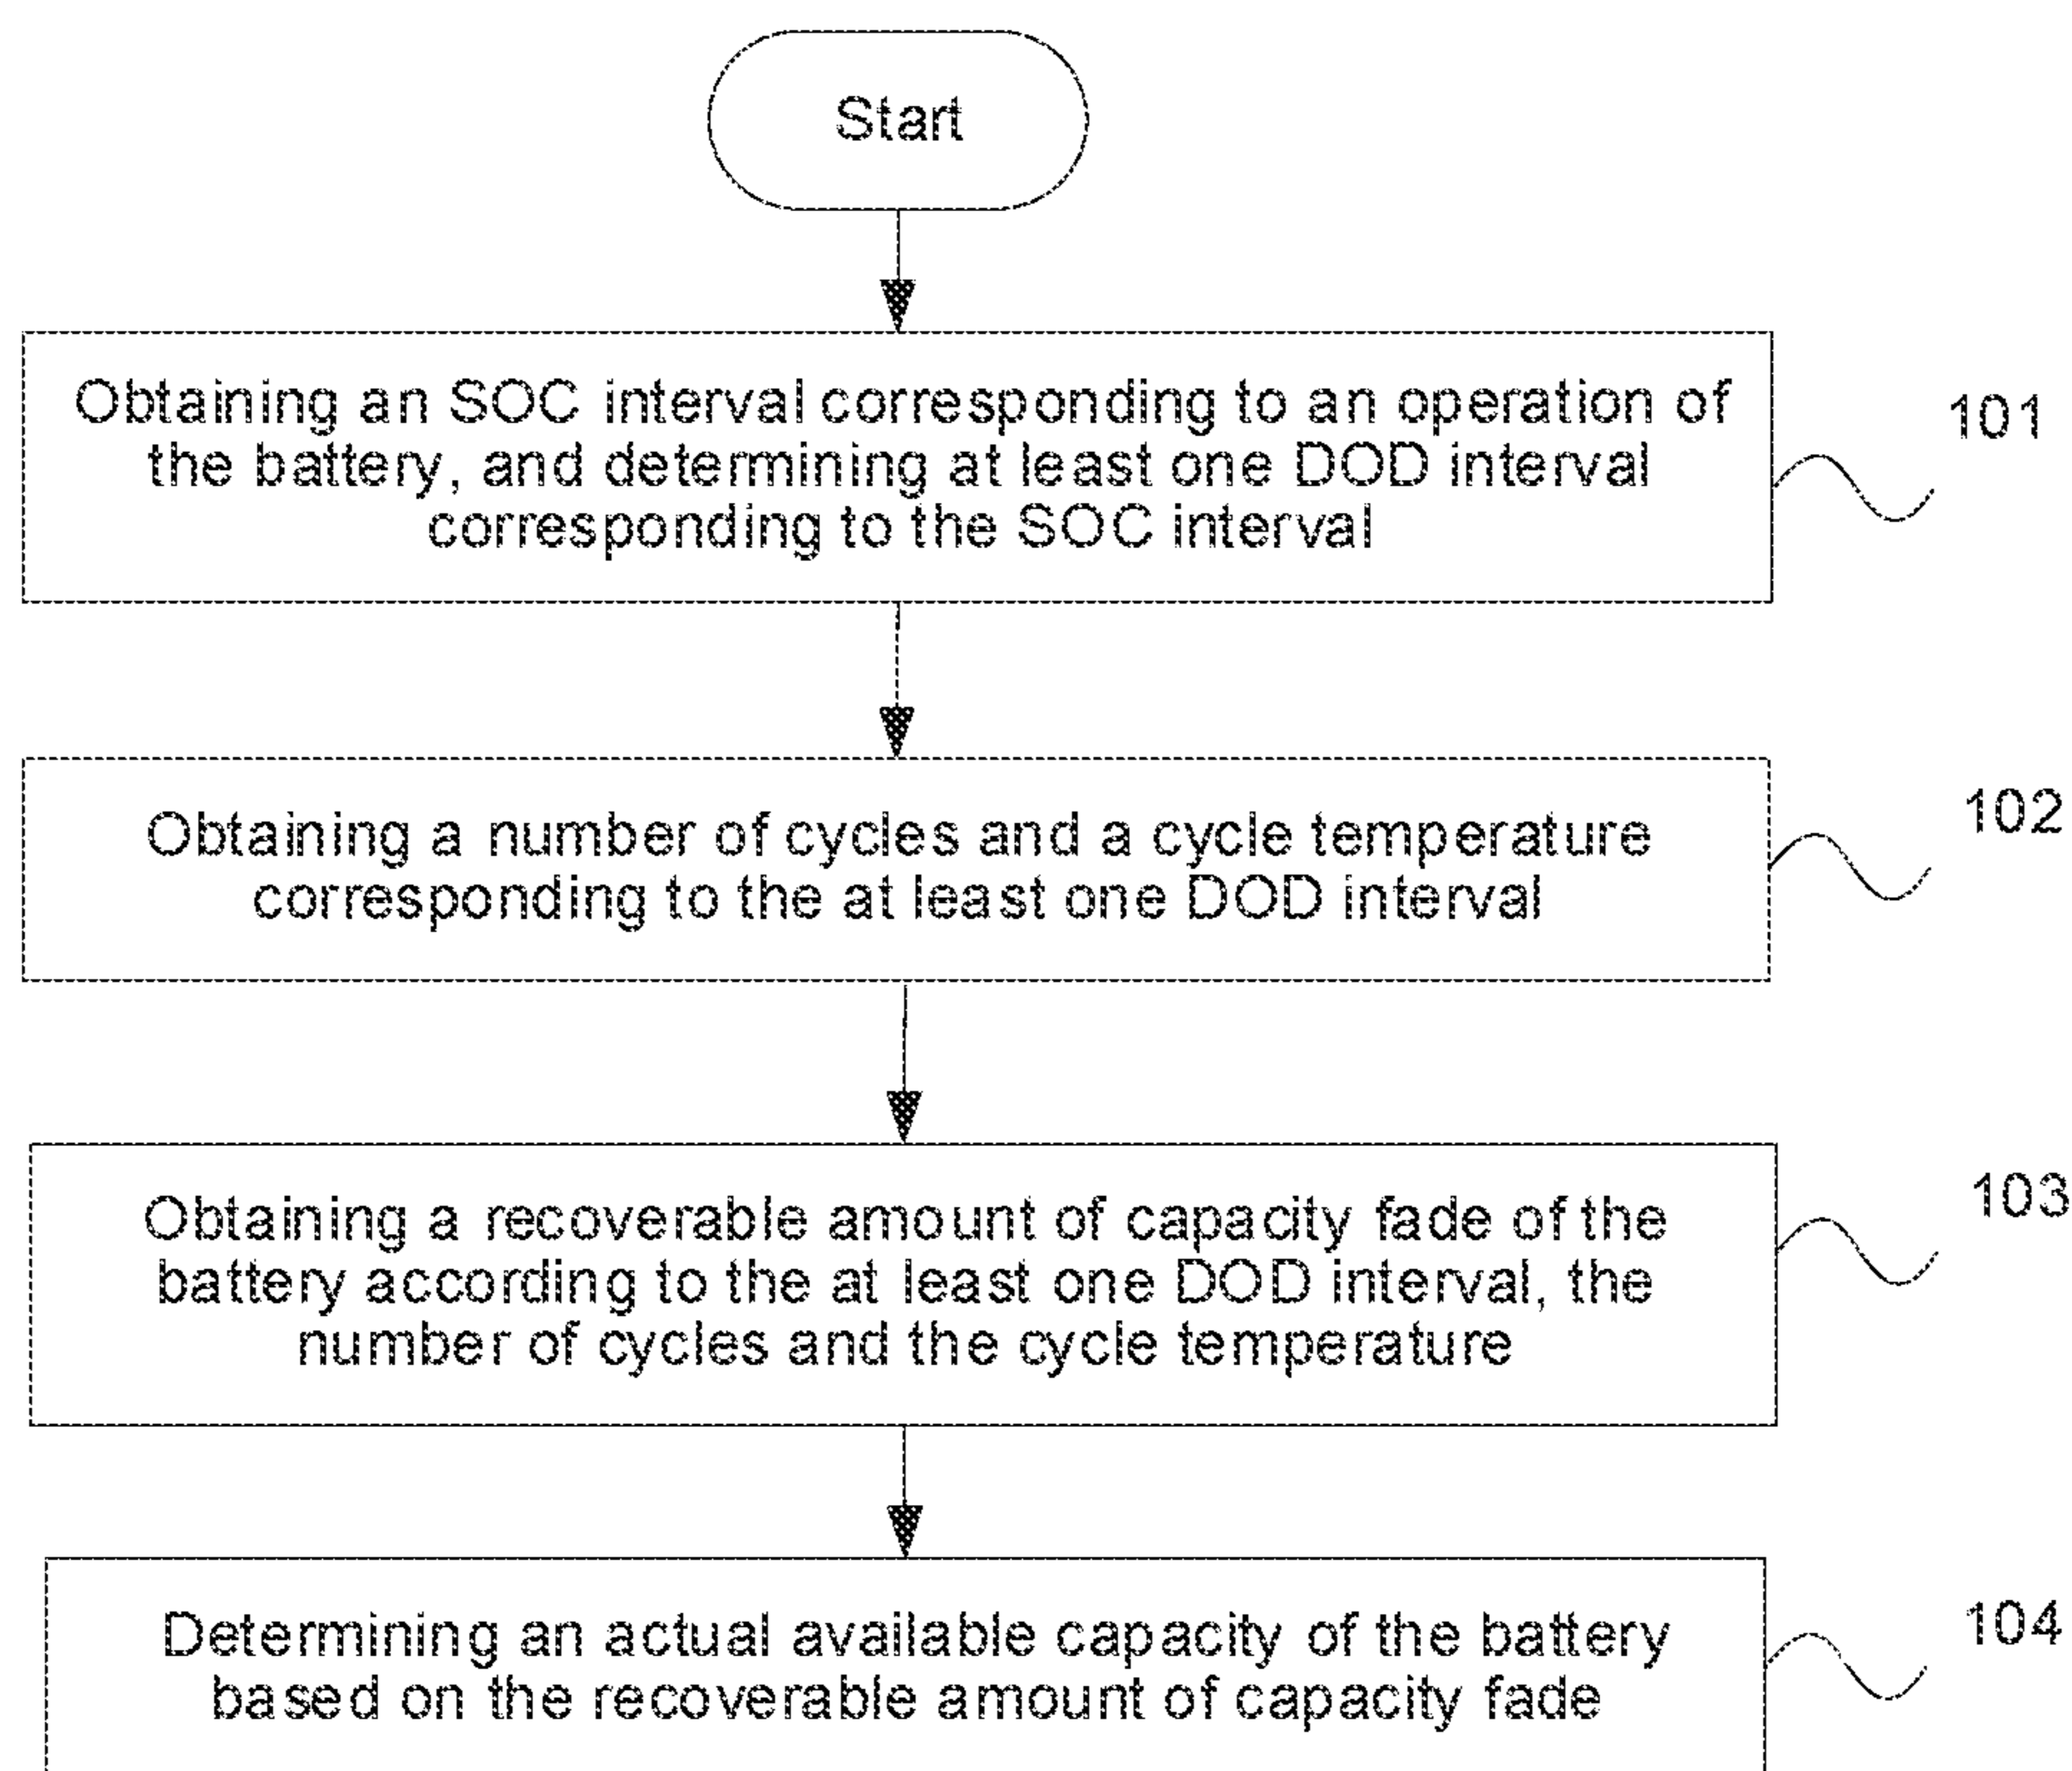 Start
Obtaining an SOC interval corresponding to an operation of
the battery, and determining at least one DOD interval
corresponding to the SOC interval
101
Obtaining a number of cycles and a cycle temperature
corresponding to the at least one DOD interval
102
Obtaining a recoverable amount of capacity fade of the
battery according to the at least one DOD interval, the
number of cycles and the cycle temperature
103
Determining an actual available capacity of the battery
based on the recoverable amount of capacity fade
104